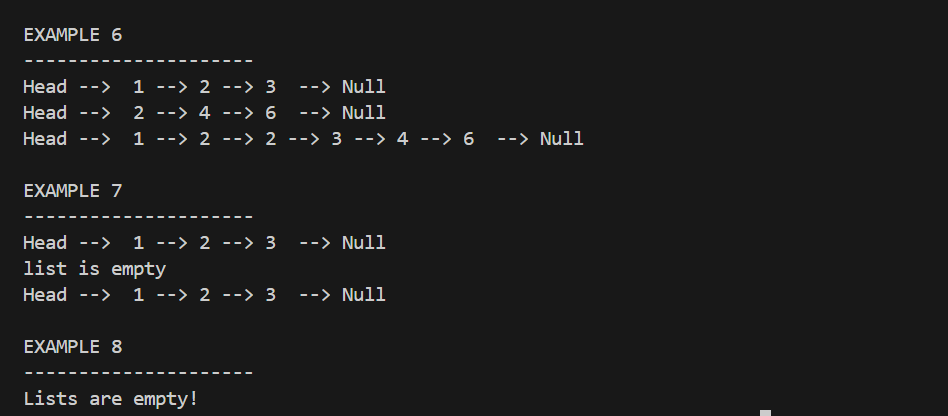 EXAMPLE 6
---------------------
Head -->  1 --> 2 --> 3  --> Null
Head -->  2 --> 4 --> 6  --> Null
Head -->  1 --> 2 --> 2 --> 3 --> 4 --> 6  --> Null
EXAMPLE 7
---------------------
Head -->  1 --> 2 --> 3  --> Null
list is empty
Head -->  1 --> 2 --> 3  --> Null
EXAMPLE 8
---------------------
Lists are empty!